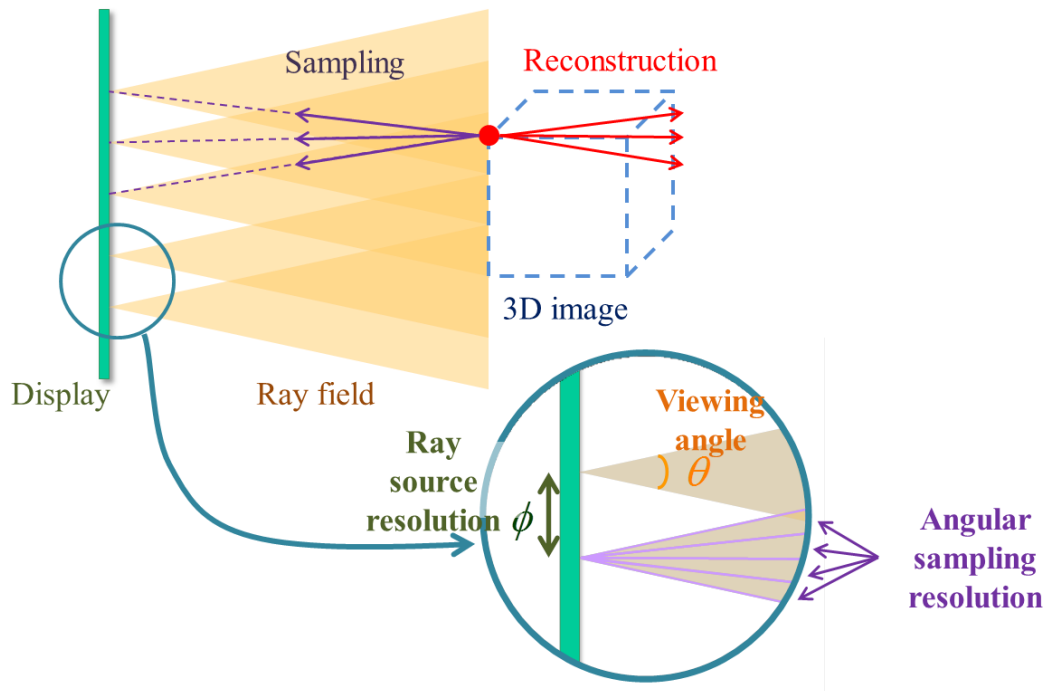 Sampling
Reconstruction
3D image
Display
Ray field
Viewing
angle
θ
Ray
source
resolution
ϕ
Angular
sampling
resolution